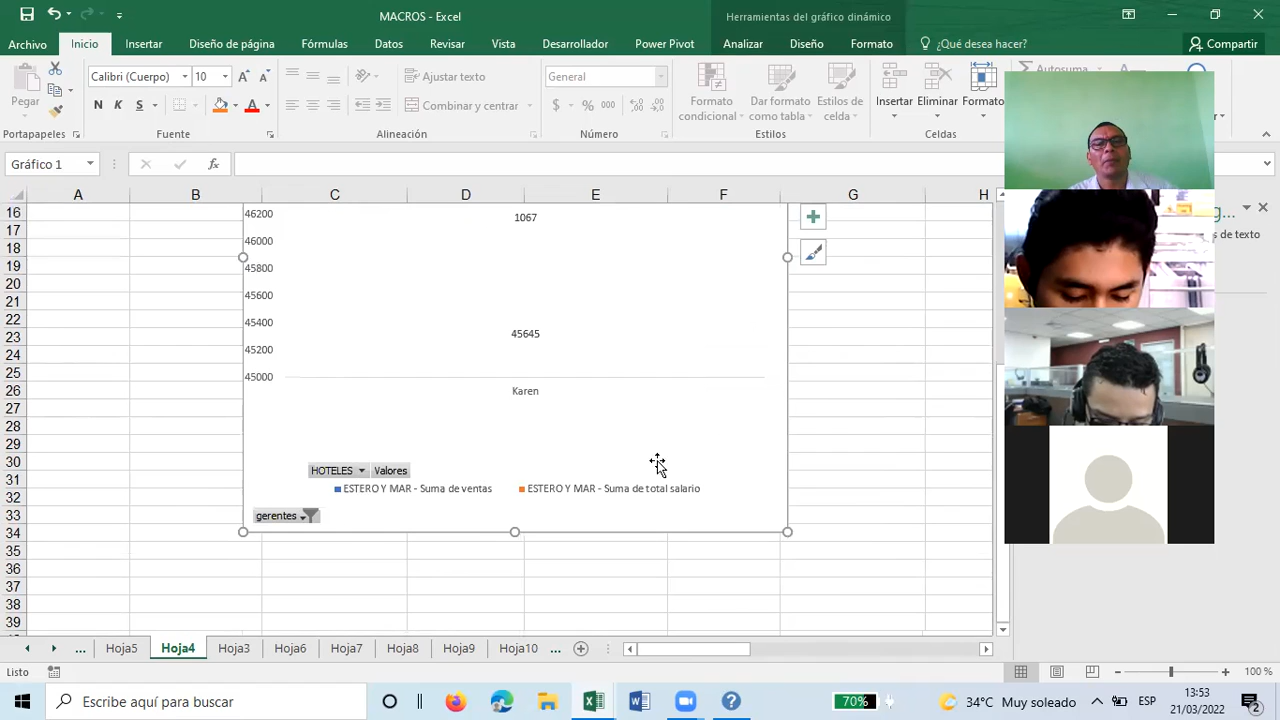 MACROS - Excel
Herramientas del gráfico dinámico
Archivo Inicio Insertar Diseño de página Fórmulas Datos Revisar Vista Desarrollador Power Pivot Analizar Diseño Formato ¿Qué desea hacer? Compartir
Pegar
Calibri (Cuerpo) 10
N K S
Ajustar texto
Combinar y centrar
General
$ % 000
Formato condicional
Dar formato como tabla
Estilos de celda
Insertar Eliminar Formato
Autosuma
Portapapeles Fuente Alineación Número Estilos Celdas
Gráfico 1
fx
A B C D E F G H
16
17
18
19
20
21
22
23
24
25
26
27
28
29
30
31
32
33
34
35
36
37
38
39
46200
46000
45800
45600
45400
45200
45000
1067
45645
Karen
HOTELES Valores
ESTERO Y MAR - Suma de ventas ESTERO Y MAR - Suma de total salario
gerentes
g...
s de texto
... Hoja5 Hoja4 Hoja3 Hoja6 Hoja7 Hoja8 Hoja9 Hoja10 ...
Listo
100 %
Escribe aquí para buscar
70%
34°C Muy soleado
ESP
13:53
21/03/2022
2